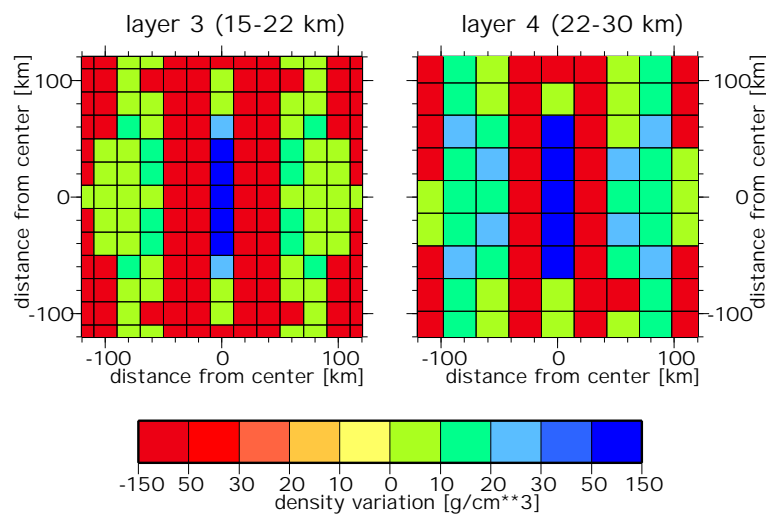 layer 3 (15-22 km) layer 4 (22-30 km)
distance from center [km]
100
0
-100
-100 0 100
distance from center [km]
-100 0 100
distance from center [km]
100
0
-100
distance from center [km]
-150 50 30 20 10 0 10 20 30 50 150
density variation [g/cm**3]